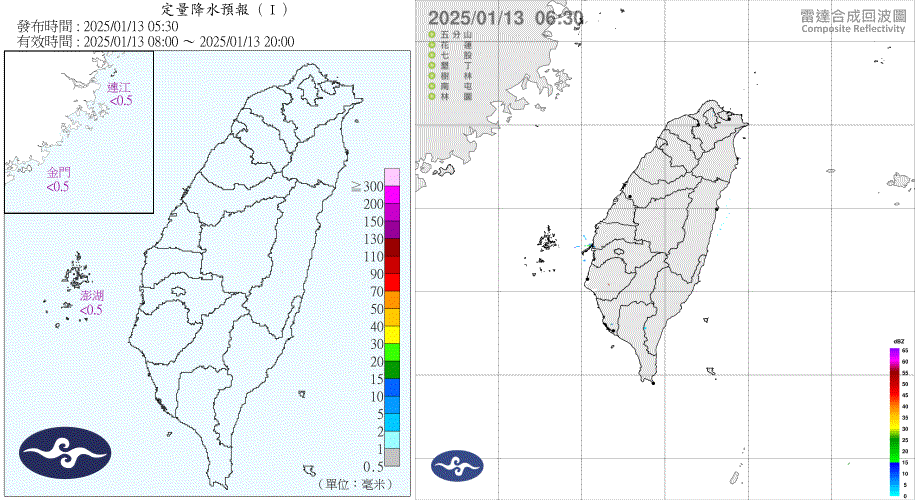 定量降水預報（Ｉ）
發布時間：2025/01/13 05:30
有效時間：2025/01/13 08:00 ～ 2025/01/13 20:00
連江
<0.5
金門
<0.5
澎湖
<0.5
≧ 300
200
150
130
110
90
70
50
40
30
20
15
10
5
2
1
0.5
（單位：毫米）
2025/01/13 06:30
雷達合成回波圖
Composite Reflectivity
五分山
花蓮
七股
墾丁
樹林
南屯
林園
dBZ
65
60
55
50
45
40
35
30
25
20
15
10
5
0